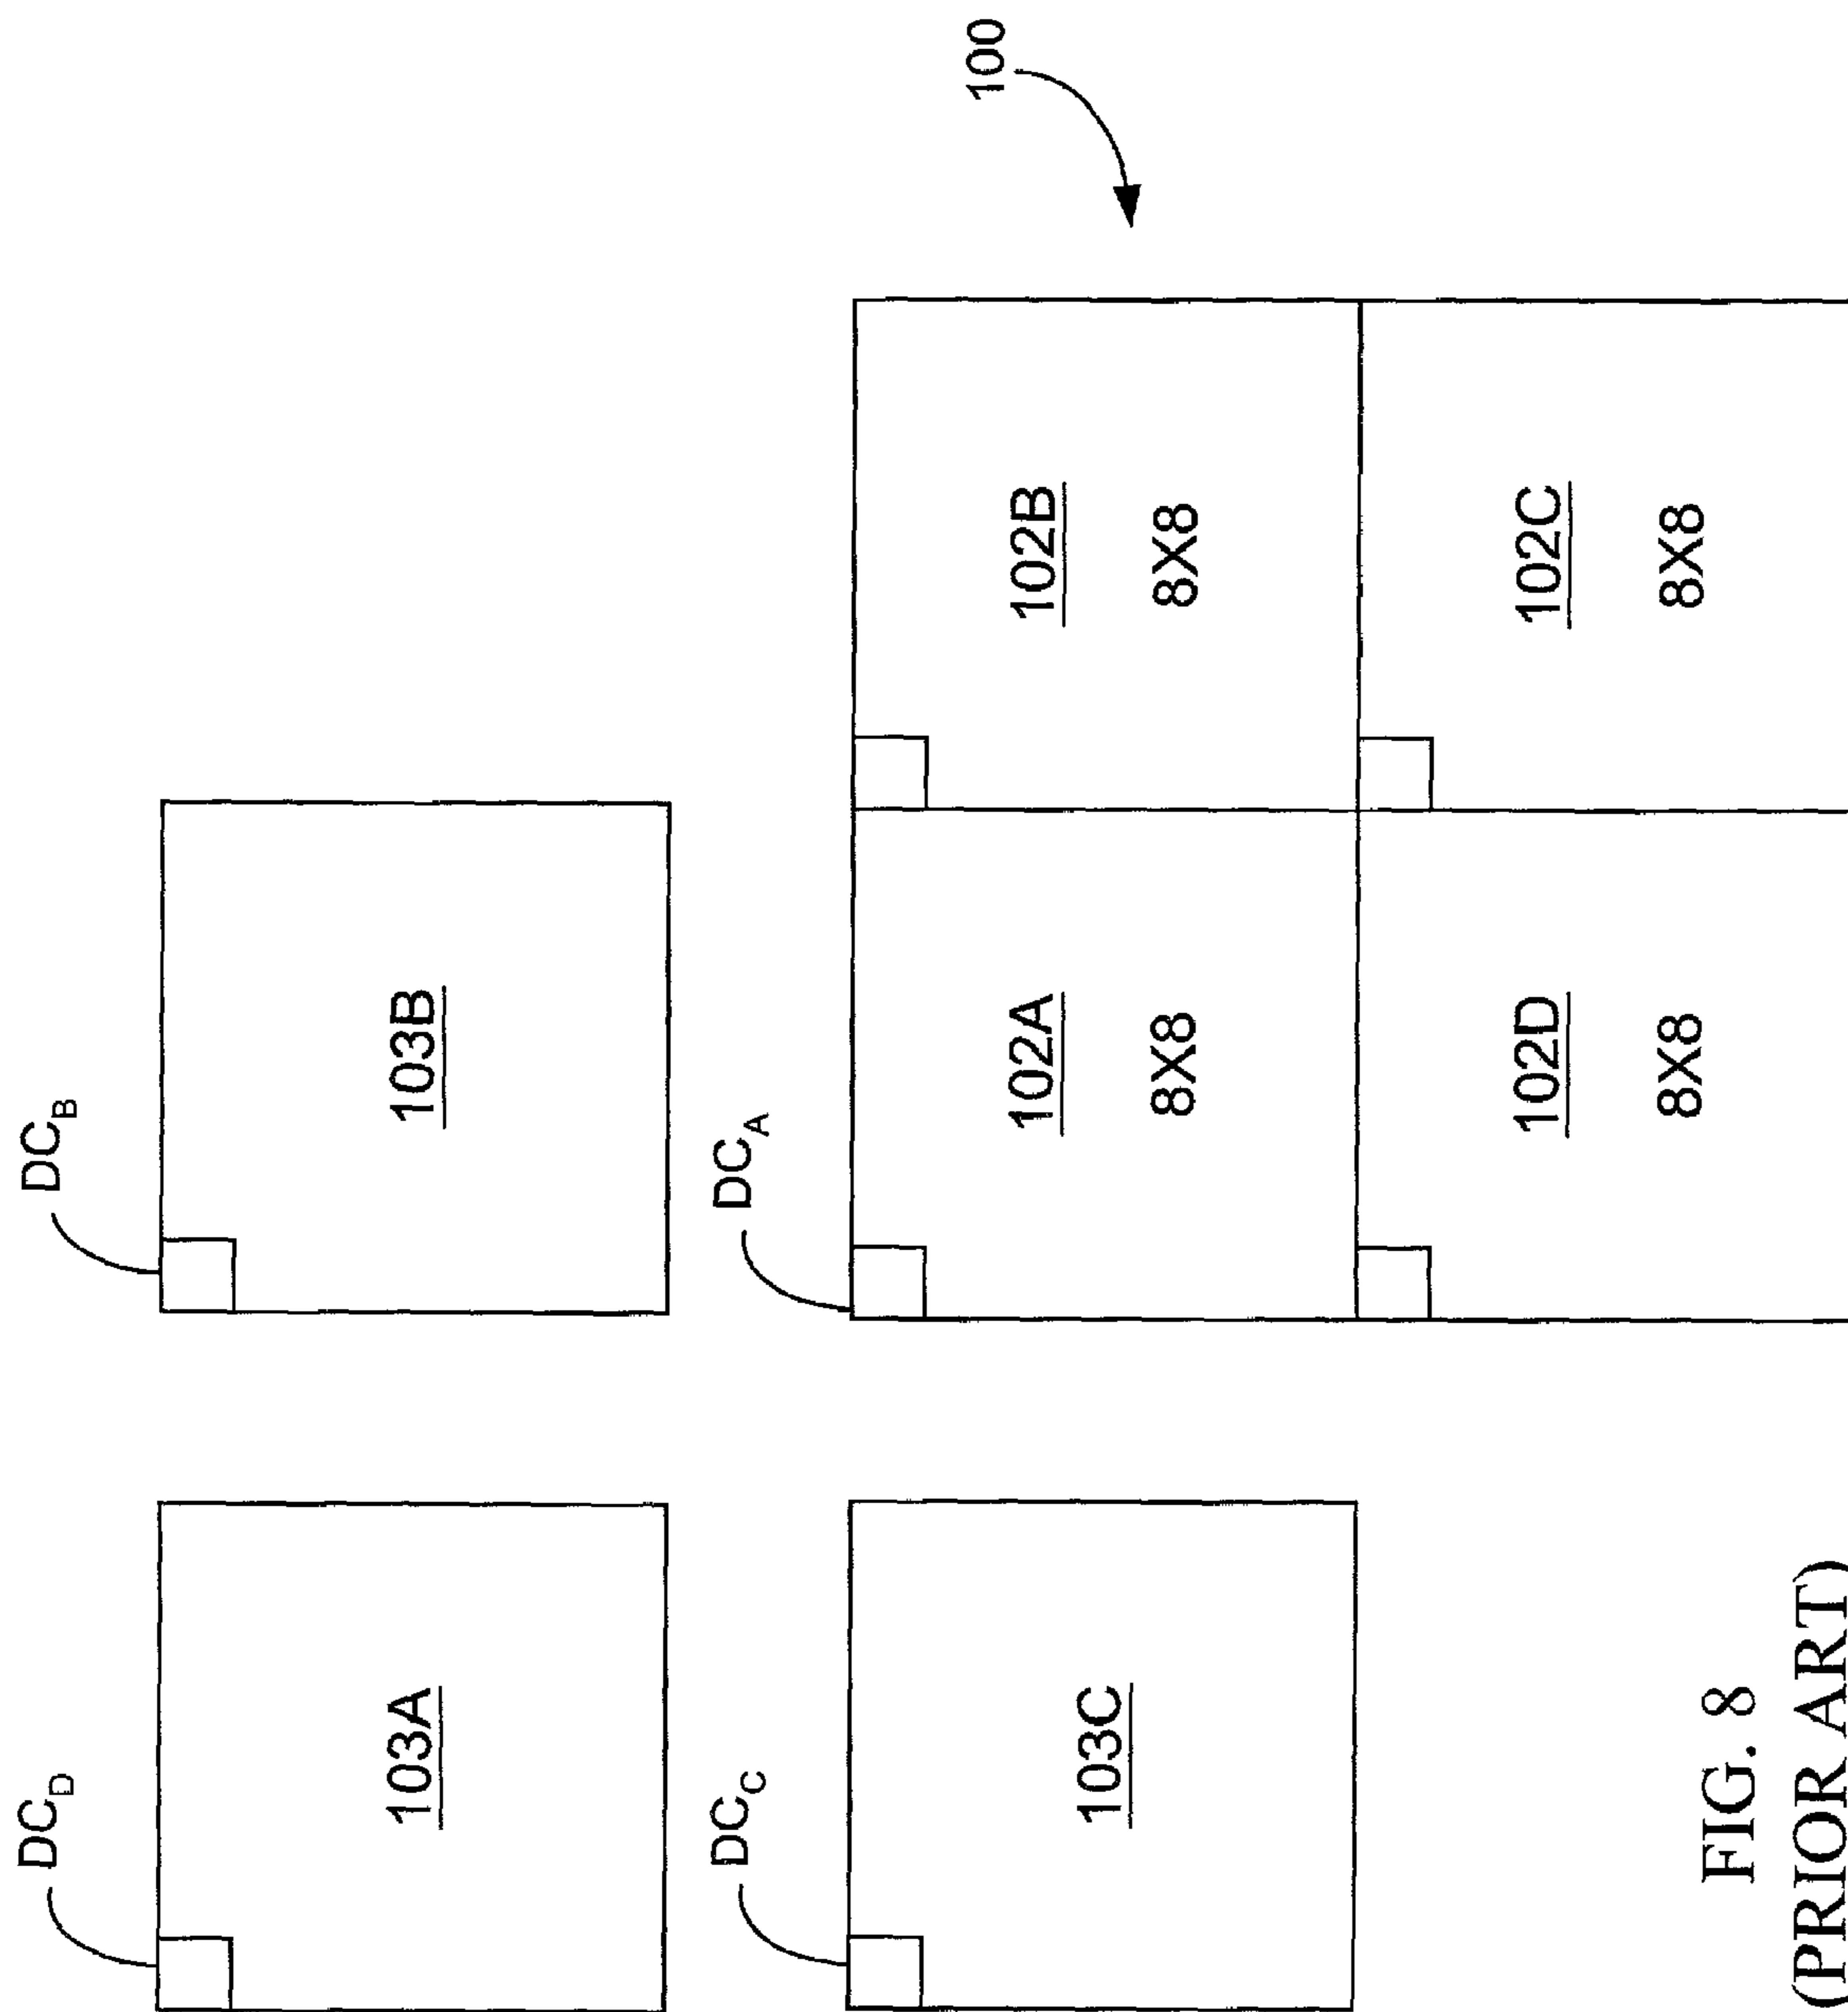 DC_D
DC_B
103A
103B
DC_C
DC_A
100
103C
102A
8X8
102B
8X8
102D
8X8
102C
8X8
FIG. 8
(PRIOR ART)